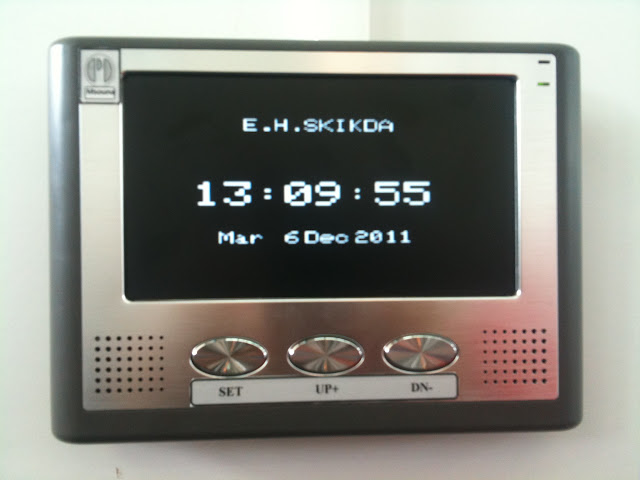 E.H.SKIKDA
13:09:55
Mar 6 Dec 2011
SET UP+ DN-